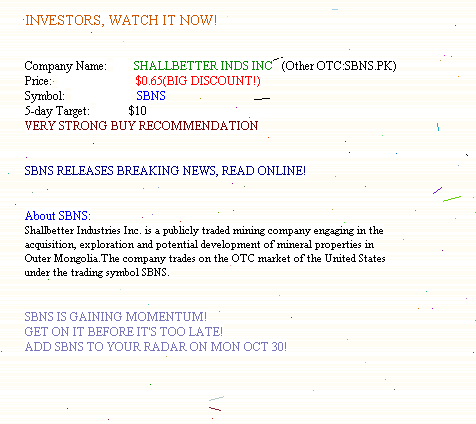 INVESTORS, WATCH IT NOW!
Company Name: SHALLBETTER INDS INC (Other OTC:SBNS.PK)
Price: $0.65(BIG DISCOUNT!)
Symbol: SBNS
5-day Target: $10
VERY STRONG BUY RECOMMENDATION
SBNS RELEASES BREAKING NEWS, READ ONLINE!
About SBNS:
Shallbetter Industries Inc. is a publicly traded mining company engaging in the
acquisition, exploration and potential development of mineral properties in
Outer Mongolia.The company trades on the OTC market of the United States
under the trading symbol SBNS.
SBNS IS GAINING MOMENTUM!
GET ON IT BEFORE IT'S TOO LATE!
ADD SBNS TO YOUR RADAR ON MON OCT 30!